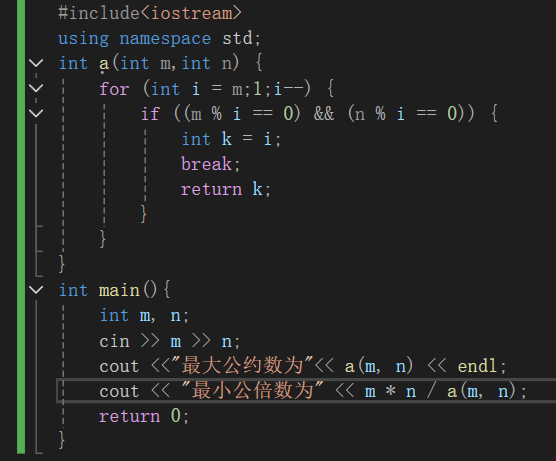 #include<iostream>
using namespace std;
int a(int m,int n) {
for (int i = m;1;i--) {
if ((m % i == 0) && (n % i == 0)) {
int k = i;
break;
return k;
}
}
}
int main(){
int m, n;
cin >> m >> n;
cout <<"最大公约数为"<< a(m, n) << endl;
cout << "最小公倍数为" << m * n / a(m, n);
return 0;
}